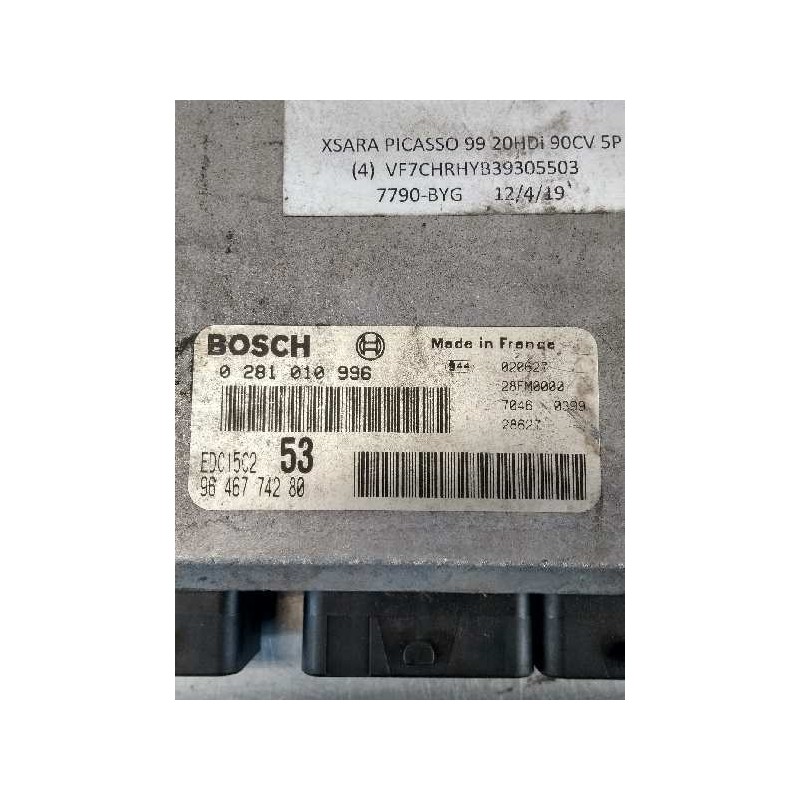 XSARA PICASSO 99 20HDi 90CV 5P
(4) VF7CHRHYB39305503
7790-BYG 12/4/19
BOSCH Made in France
0 281 010 996 020627
28FM0000
7046 0399
28627
EDC15C2 53
96 467 742 80